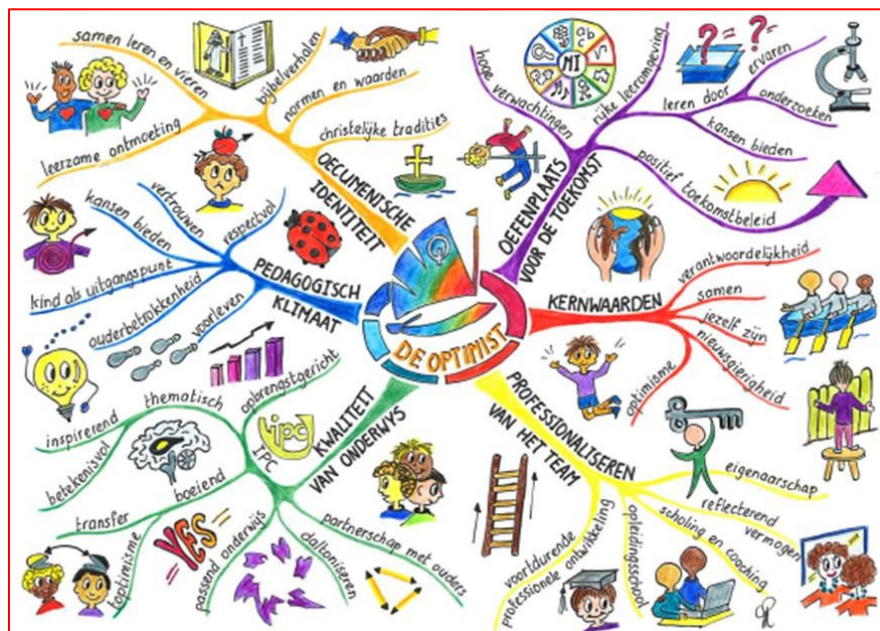 samen leren en vieren
bijbelverhalen
normen en waarden
christelijke tradities
leerzame ontmoeting
OECUMENISCHE
IDENTITEIT
hoge verwachtingen
abc
MI
rijke leeromgeving
leren door
ervaren
onderzoeken
kansen bieden
positief toekomstbeleid
OEFENPLAATS
VOOR DE TOEKOMST
vertrouwen
respectvol
kansen bieden
kind als uitgangspunt
ouderbetrokkenheid
voorleven
PEDAGOGISCH
KLIMAAT
DE OPTIMIST
KERNWAARDEN
verantwoordelijkheid
samen
jezelf zijn
nieuwsgierigheid
optimisme
inspirerend
thematisch
opbrengstgericht
betekenisvol
boeiend
ipc
IPC
KWALITEIT
VAN ONDERWYS
transfer
toptimisme
YES
passend onderwijs
daltoniseren
partnerschap met ouders
PROFESSIONALISEREN
VAN HET TEAM
eigenaarschap
reflecterend
vermogen
scholing en coaching
opleidingsschool
voortdurende
professionele ontwikkeling